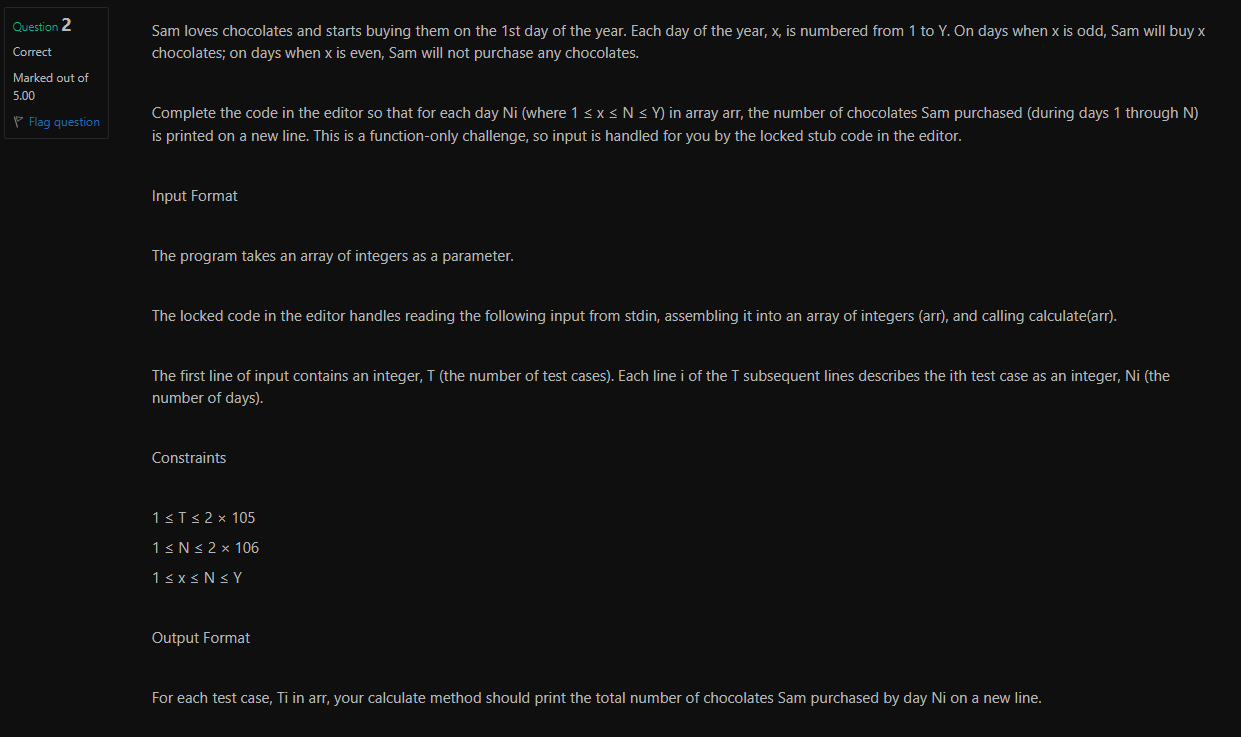 Question 2
Correct
Marked out of
5.00
Flag question
Sam loves chocolates and starts buying them on the 1st day of the year. Each day of the year, x, is numbered from 1 to Y. On days when x is odd, Sam will buy x
chocolates; on days when x is even, Sam will not purchase any chocolates.
Complete the code in the editor so that for each day Ni (where 1 ≤ x ≤ N ≤ Y) in array arr, the number of chocolates Sam purchased (during days 1 through N)
is printed on a new line. This is a function-only challenge, so input is handled for you by the locked stub code in the editor.
Input Format
The program takes an array of integers as a parameter.
The locked code in the editor handles reading the following input from stdin, assembling it into an array of integers (arr), and calling calculate(arr).
The first line of input contains an integer, T (the number of test cases). Each line i of the T subsequent lines describes the ith test case as an integer, Ni (the
number of days).
Constraints
1 ≤ T ≤ 2 × 105
1 ≤ N ≤ 2 × 106
1 ≤ x ≤ N ≤ Y
Output Format
For each test case, Ti in arr, your calculate method should print the total number of chocolates Sam purchased by day Ni on a new line.